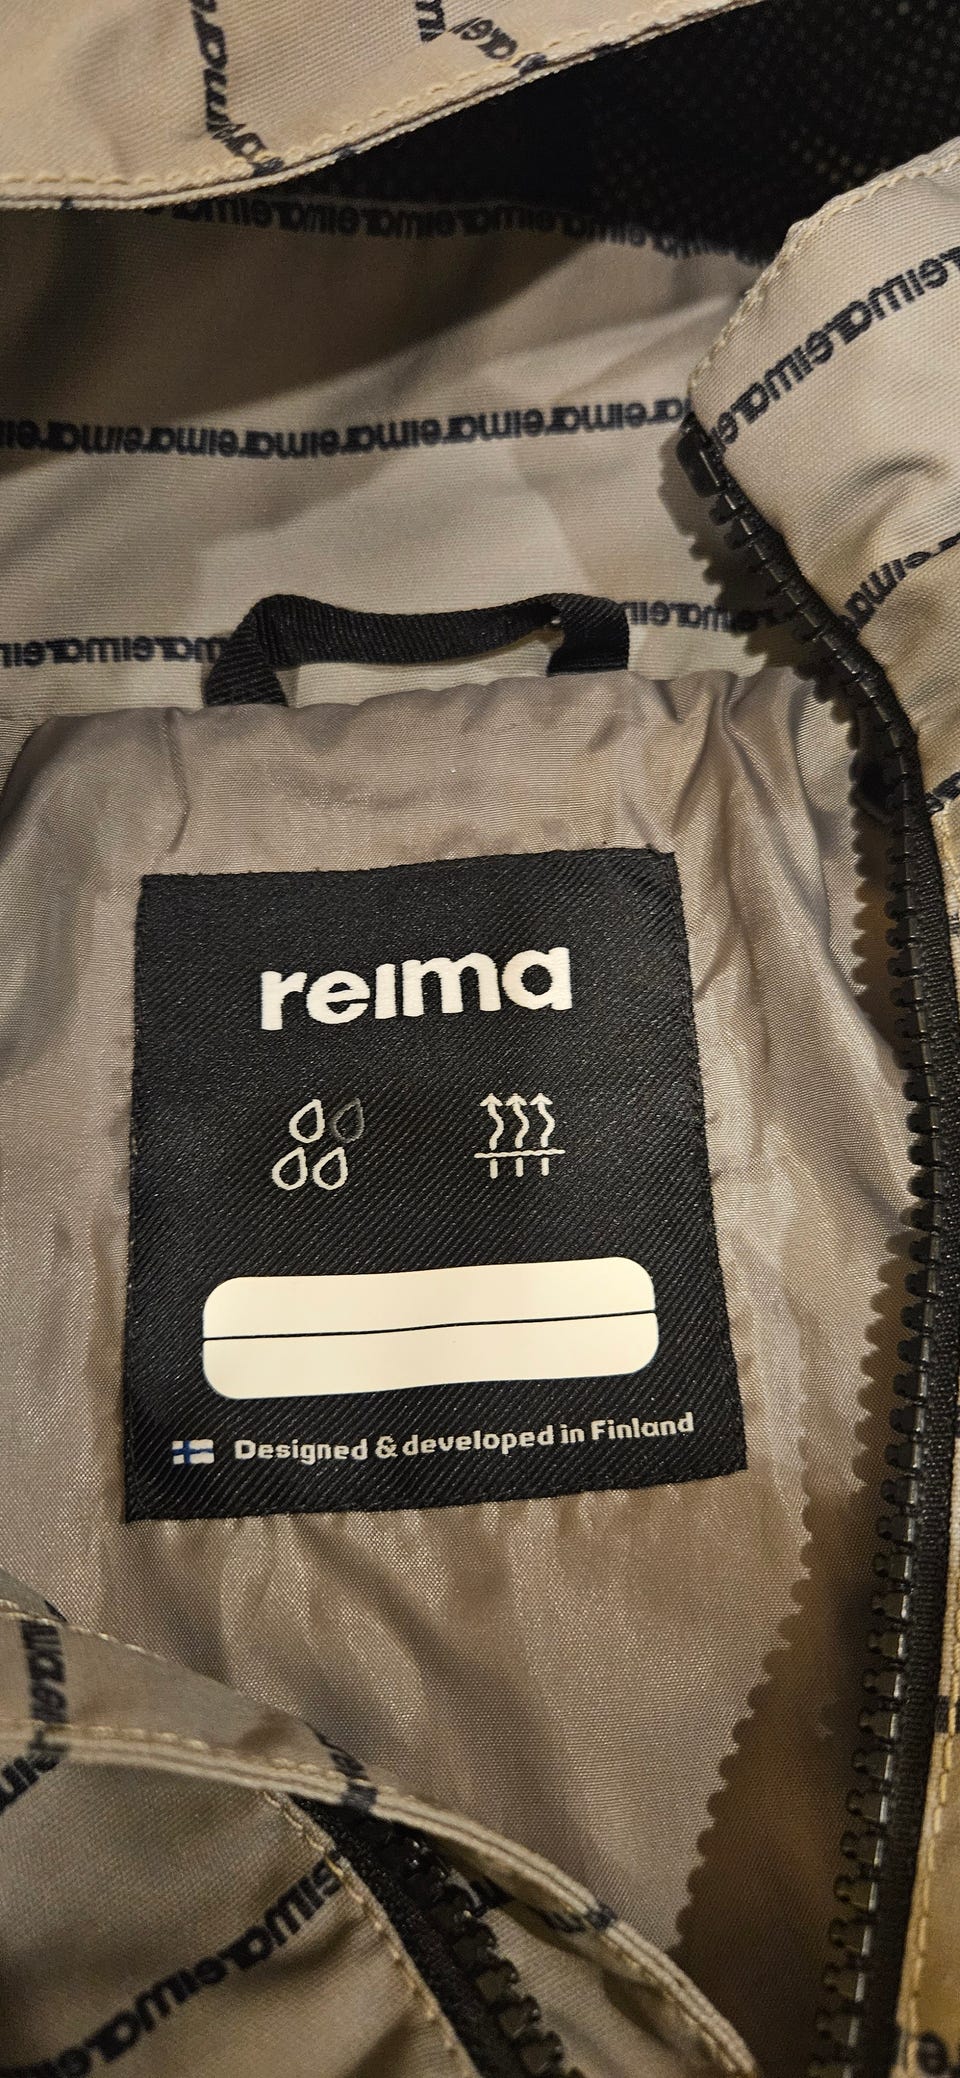 reima
Designed & developed in Finland